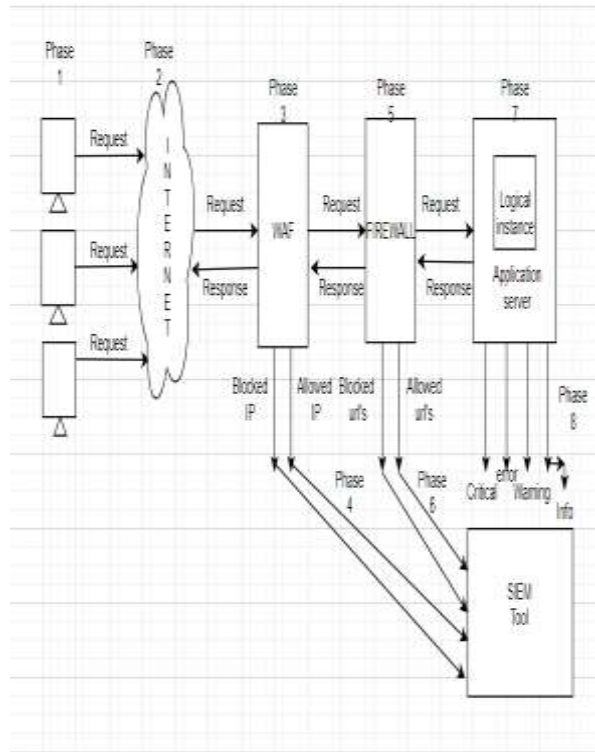 Phase
1
Phase
2
Phase
3
Phase
5
Phase
7
Request
Request
Request
I
N
T
E
R
N
E
T
Request
Response
WAF
Request
Response
FIREWALL
Request
Response
Logical
instance
Application
server
Blocked
IP
Allowed
IP
Blocked
url's
Allowed
url's
Phase
8
Phase
4
Phase
6
Critical
error
Warning
Info
SIEM
Tool